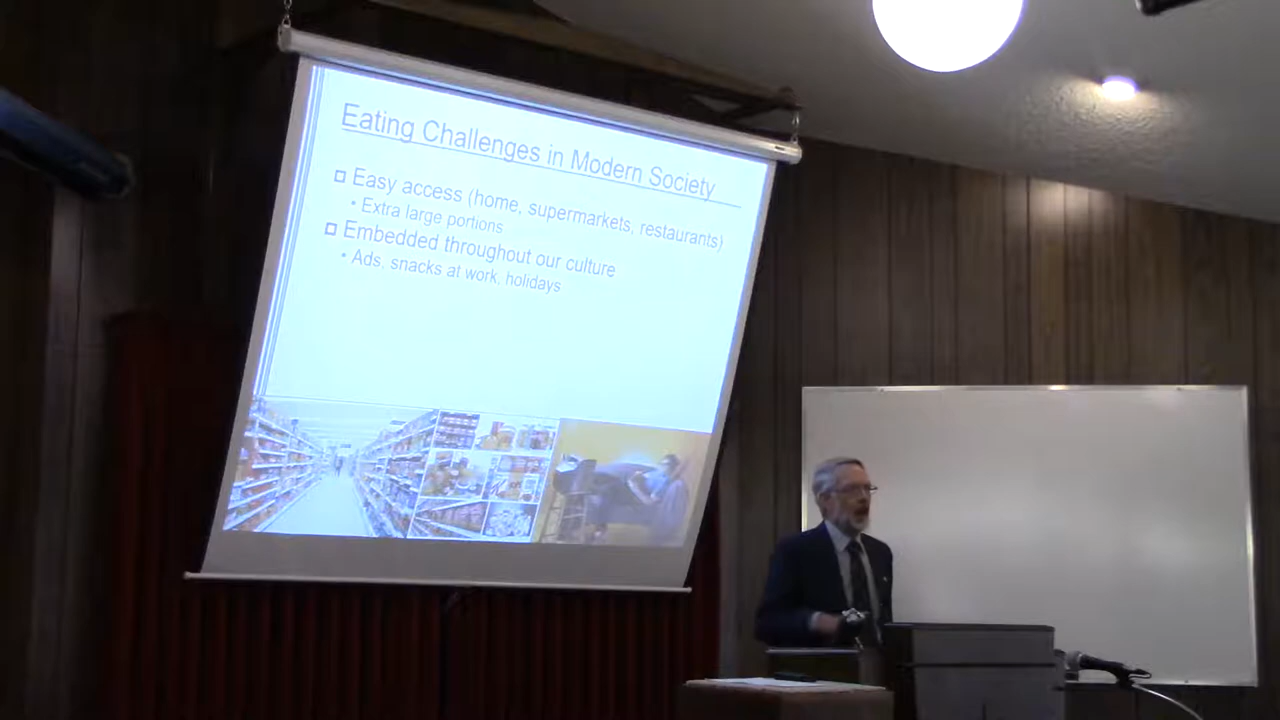 Eating Challenges in Modern Society
Easy access (home, supermarkets, restaurants)
• Extra large portions
Embedded throughout our culture
• Ads, snacks at work, holidays